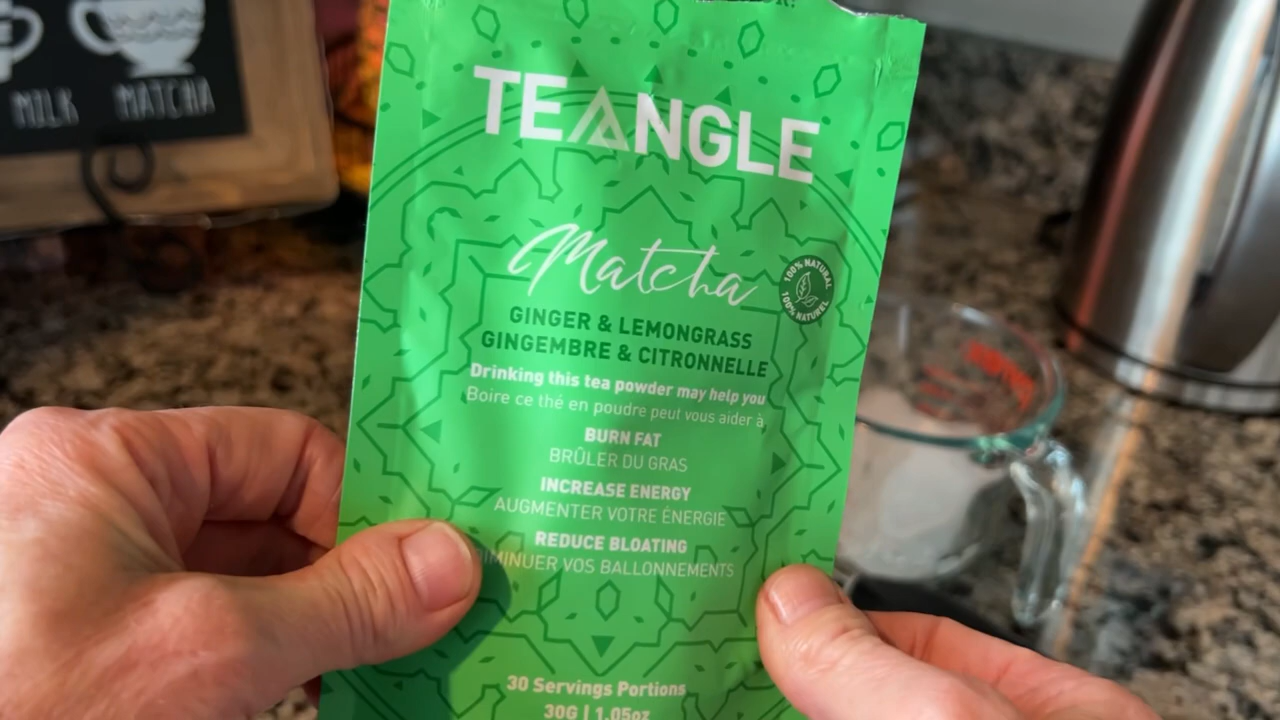 MILK MATCHA
TEANGLE
Matcha
100% NATURAL
100% NATUREL
GINGER & LEMONGRASS
GINGEMBRE & CITRONNELLE
Drinking this tea powder may help you
Boire ce thé en poudre peut vous aider à
BURN FAT
BRÛLER DU GRAS
INCREASE ENERGY
AUGMENTER VOTRE ÉNERGIE
REDUCE BLOATING
DIMINUER VOS BALLONNEMENTS
30 Servings Portions
30G | 1.05oz